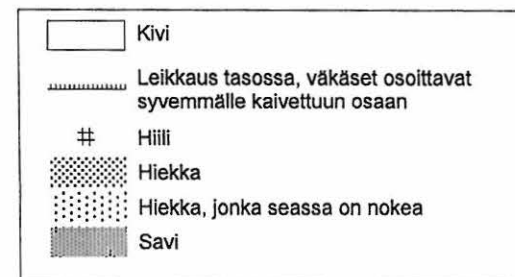 Kivi
Leikkaus tasossa, väkäset osoittavat
syvemmälle kaivettuun osaan
Hiili
Hiekka
Hiekka, jonka seassa on nokea
Savi